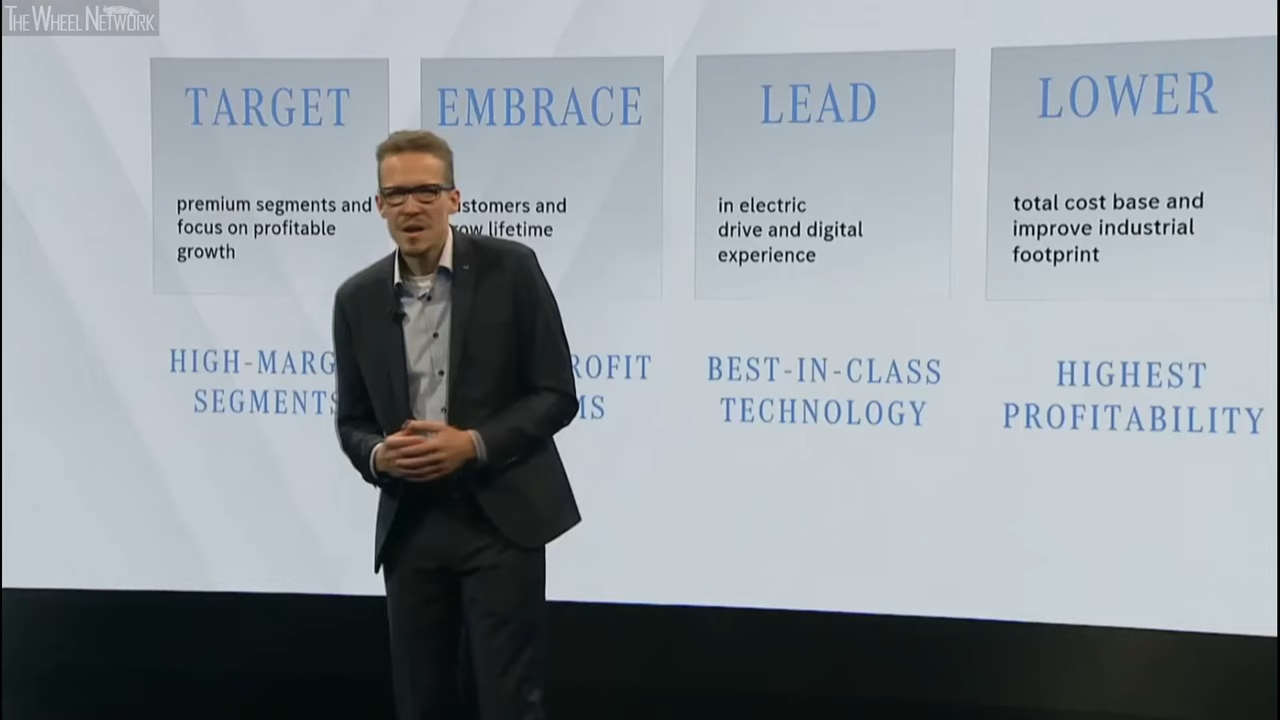 THE WHEEL NETWORK
TARGET
premium segments and
focus on profitable
growth
HIGH-MARG
SEGMENTS
EMBRACE
stomers and
ow lifetime
ROFIT
MS
LEAD
in electric
drive and digital
experience
BEST-IN-CLASS
TECHNOLOGY
LOWER
total cost base and
improve industrial
footprint
HIGHEST
PROFITABILITY